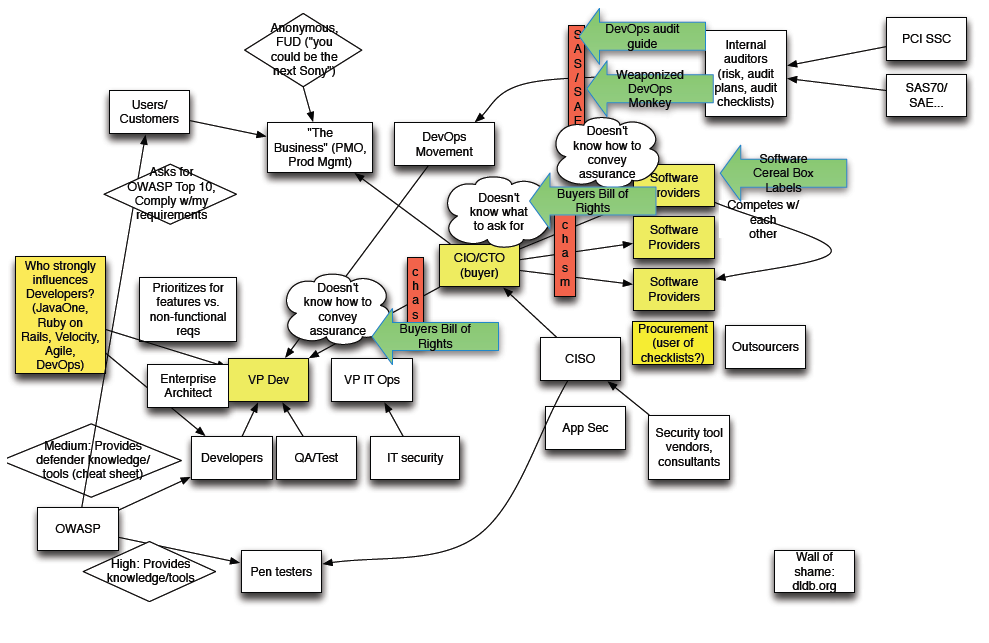 Anonymous,
FUD ("you
could be the
next Sony")
S
A
S
/
S
A
E
DevOps audit
guide
Weaponized
DevOps
Monkey
Internal
auditors
(risk, audit
plans, audit
checklists)
PCI SSC
SAS70/
SAE...
Users/
Customers
"The
Business" (PMO,
Prod Mgmt)
DevOps
Movement
Doesn't
know how to
convey
assurance
Software
Providers
Software
Cereal Box
Labels
Asks for
OWASP Top 10,
Comply w/my
requirements
Doesn't
know what
to ask for
Buyers Bill of
Rights
Competes w/
each
other
c
h
a
s
m
Software
Providers
CIO/CTO
(buyer)
Software
Providers
Who strongly
influences
Developers?
(JavaOne,
Ruby on
Rails, Velocity,
Agile,
DevOps)
Prioritizes for
features vs.
non-functional
reqs
Doesn't
know how to
convey
assurance
c
h
a
s
Buyers Bill of
Rights
Procurement
(user of
checklists?)
Outsourcers
Enterprise
Architect
VP Dev
VP IT Ops
CISO
App Sec
Security tool
vendors,
consultants
Medium: Provides
defender knowledge/
tools (cheat sheet)
Developers
QA/Test
IT security
OWASP
High: Provides
knowledge/tools
Pen testers
Wall of
shame:
dldb.org